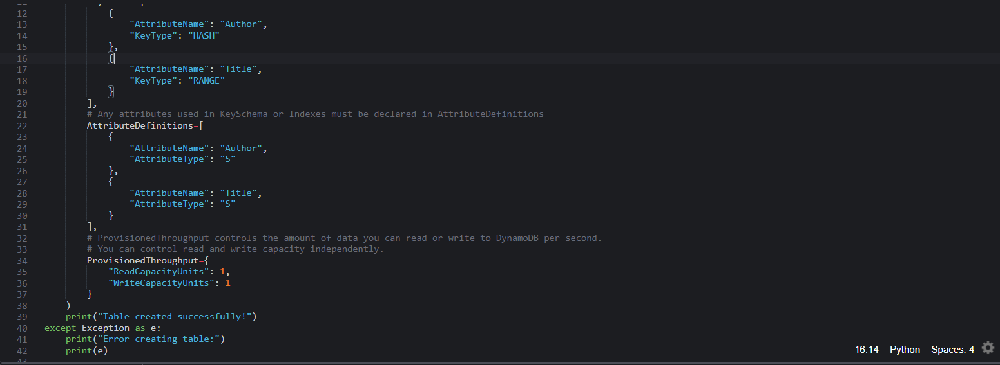 12 {
13 "AttributeName": "Author",
14 "KeyType": "HASH"
15 },
16 {
17 "AttributeName": "Title",
18 "KeyType": "RANGE"
19 }
20 ],
21 # Any attributes used in KeySchema or Indexes must be declared in AttributeDefinitions
22 AttributeDefinitions=[
23 {
24 "AttributeName": "Author",
25 "AttributeType": "S"
26 },
27 {
28 "AttributeName": "Title",
29 "AttributeType": "S"
30 }
31 ],
32 # ProvisionedThroughput controls the amount of data you can read or write to DynamoDB per second.
33 # You can control read and write capacity independently.
34 ProvisionedThroughput={
35 "ReadCapacityUnits": 1,
36 "WriteCapacityUnits": 1
37 }
38 )
39 print("Table created successfully!")
40 except Exception as e:
41 print("Error creating table:")
42 print(e)
16:14 Python Spaces: 4